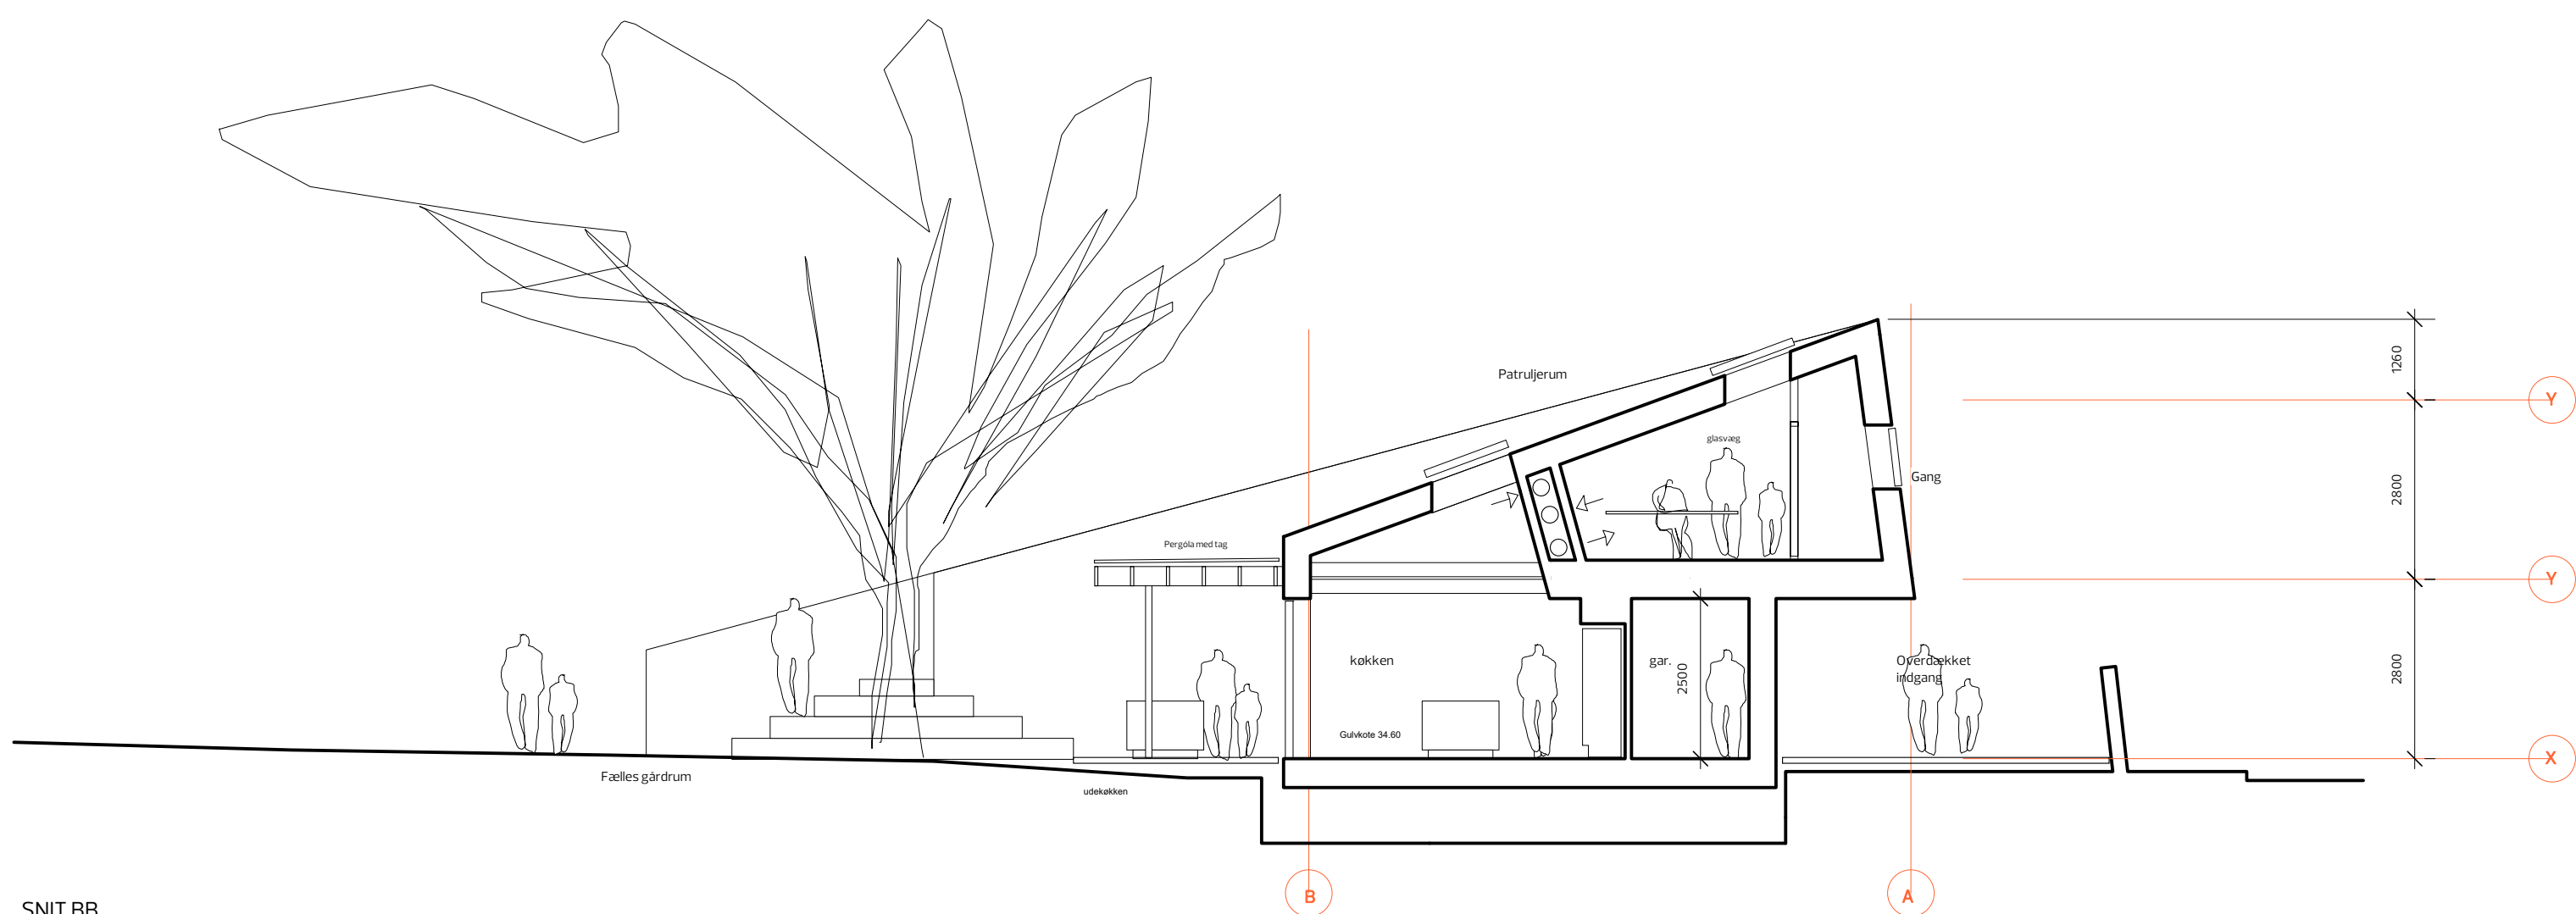 1260
Y
Patruljerum
glasvæg
Gang
2800
Pergola med tag
Y
køkken
gar.
2500
Overdækket
indgang
2800
Gulvkote 34.60
X
Fælles gårdrum
udekøkken
B
A
SNIT BB